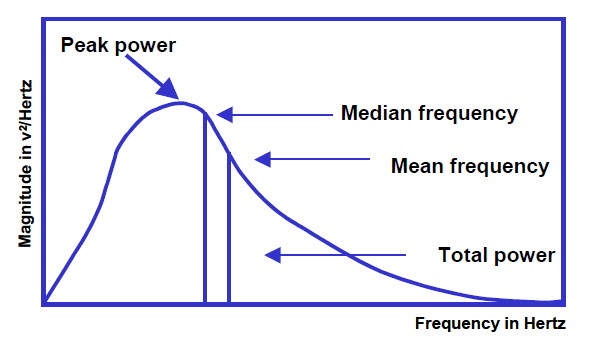 Peak power
Median frequency
Mean frequency
Total power
Magnitude in v²/Hertz
Frequency in Hertz